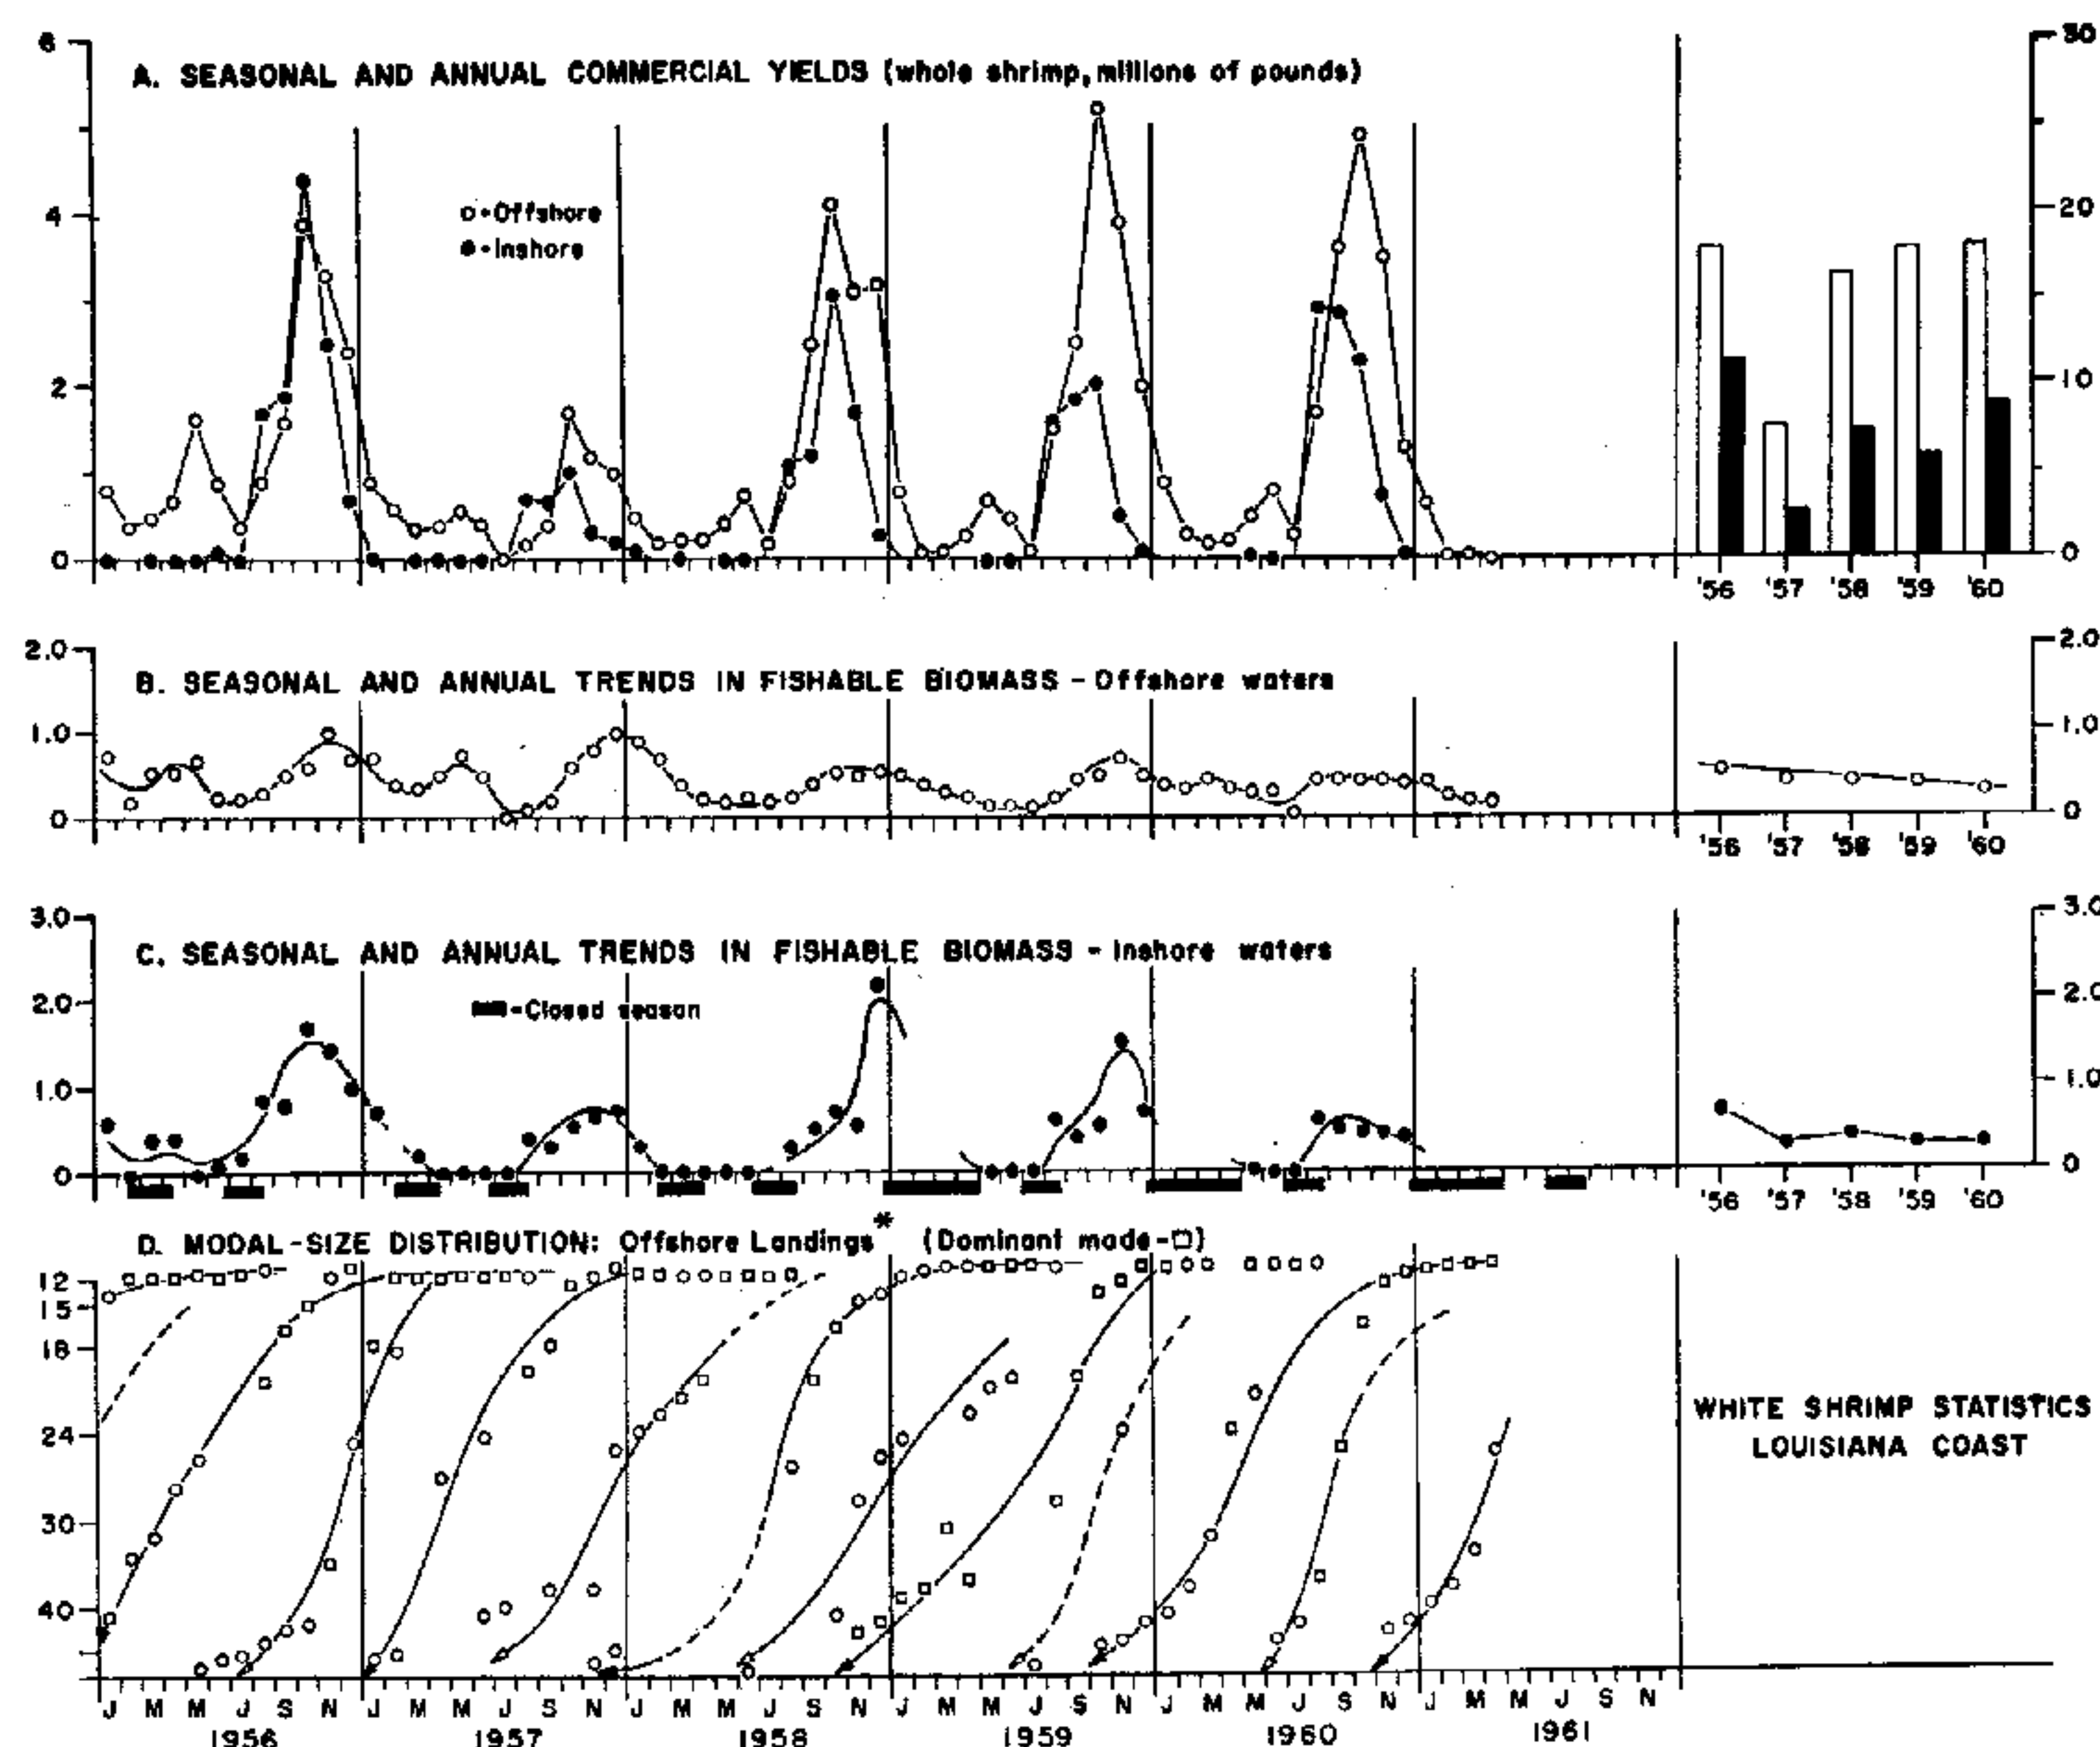 A. SEASONAL AND ANNUAL COMMERCIAL YIELDS (whole shrimp, millions of pounds)
6
4
2
0
o - Offshore
● - Inshore
30
20
10
0
'56 '57 '58 '59 '60
B. SEASONAL AND ANNUAL TRENDS IN FISHABLE BIOMASS - Offshore waters
2.0
1.0
0
2.0
1.0
0
'56 '57 '58 '59 '60
C. SEASONAL AND ANNUAL TRENDS IN FISHABLE BIOMASS - Inshore waters
- Closed season
3.0
2.0
1.0
0
3.0
2.0
1.0
0
'56 '57 '58 '59 '60
D. MODAL-SIZE DISTRIBUTION: Offshore Landings* (Dominant made-□)
12
15
18
24
30
40
WHITE SHRIMP STATISTICS
LOUISIANA COAST
J M M J S N J M M J S N J M M J S N J M M J S N J M M J S N J M M J S N
1956 1957 1958 1959 1960 1961